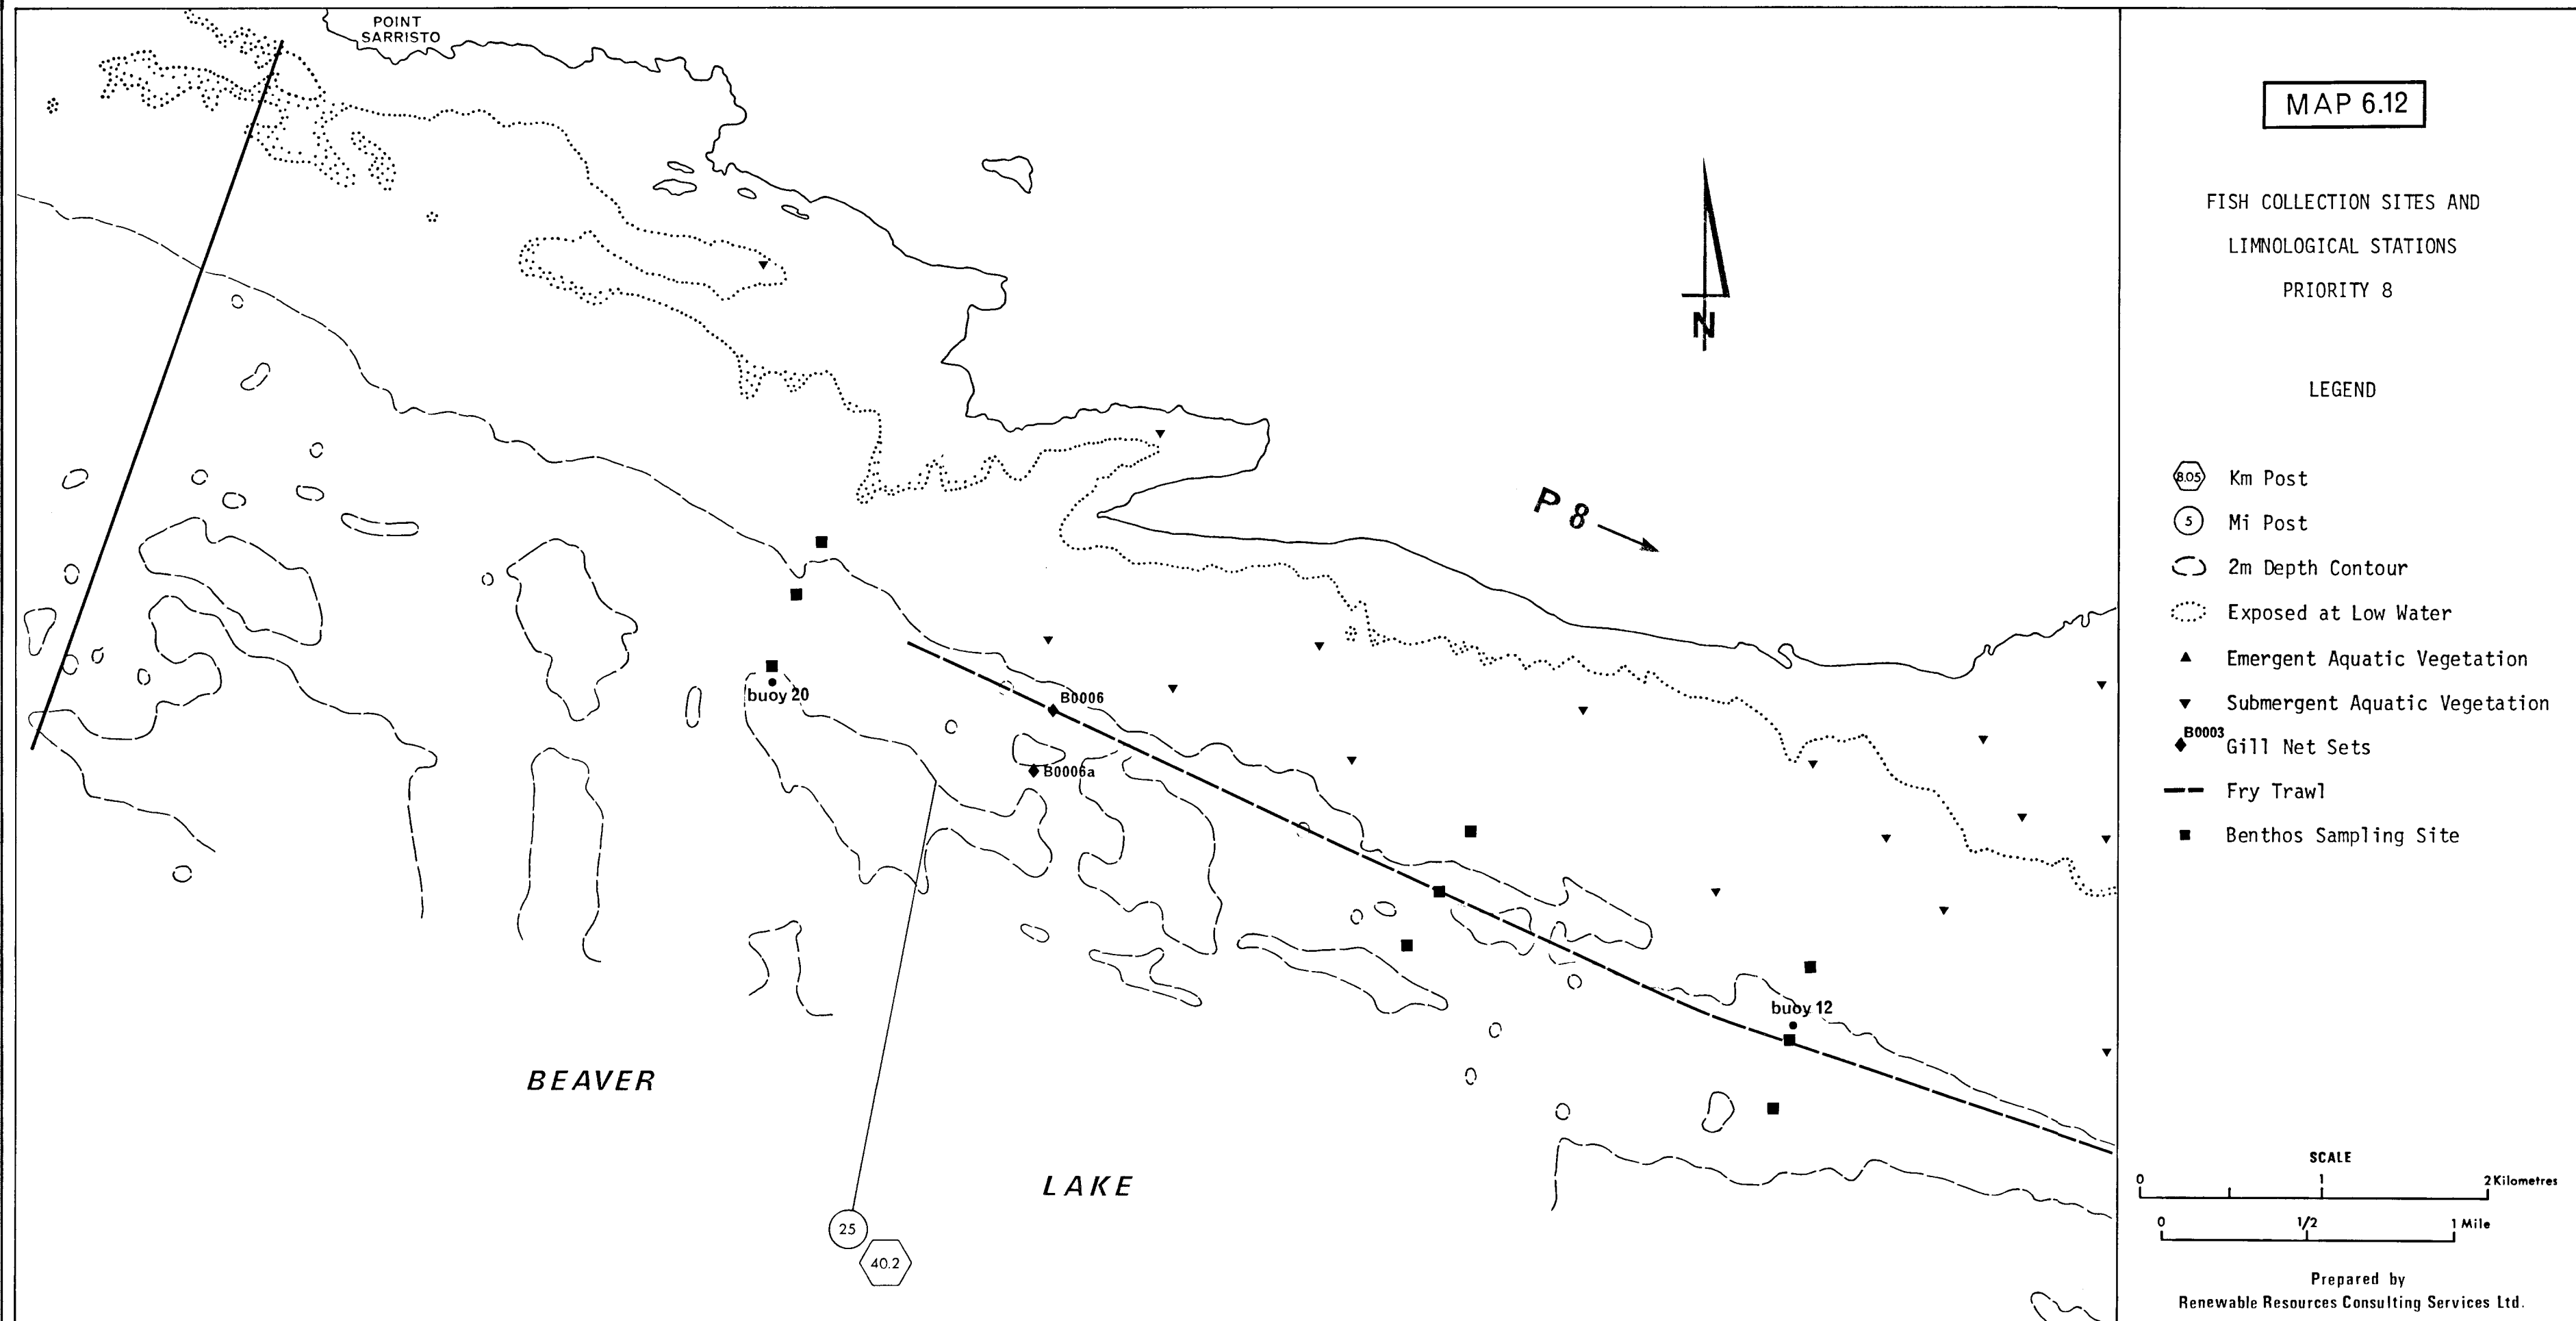 POINT
SARRISTO
N
P 8
buoy 20
B0006
B0006a
buoy 12
BEAVER
LAKE
25
40.2
MAP 6.12
FISH COLLECTION SITES AND
LIMNOLOGICAL STATIONS
PRIORITY 8
LEGEND
8.05 Km Post
5 Mi Post
2m Depth Contour
Exposed at Low Water
Emergent Aquatic Vegetation
Submergent Aquatic Vegetation
B0003 Gill Net Sets
Fry Trawl
Benthos Sampling Site
SCALE
0 1 2 Kilometres
0 1/2 1 Mile
Prepared by
Renewable Resources Consulting Services Ltd.